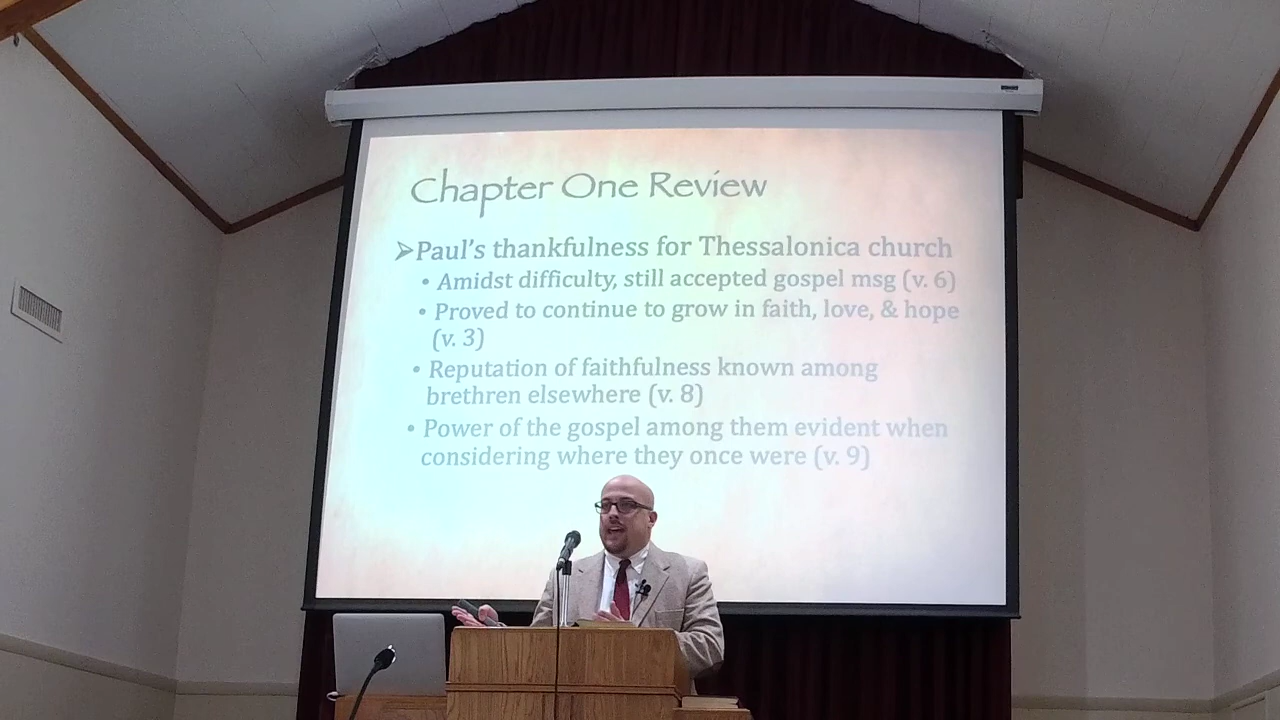 Chapter One Review
➢Paul's thankfulness for Thessalonica church
• Amidst difficulty, still accepted gospel msg (v. 6)
• Proved to continue to grow in faith, love, & hope
(v. 3)
• Reputation of faithfulness known among
brethren elsewhere (v. 8)
• Power of the gospel among them evident when
considering where they once were (v. 9)